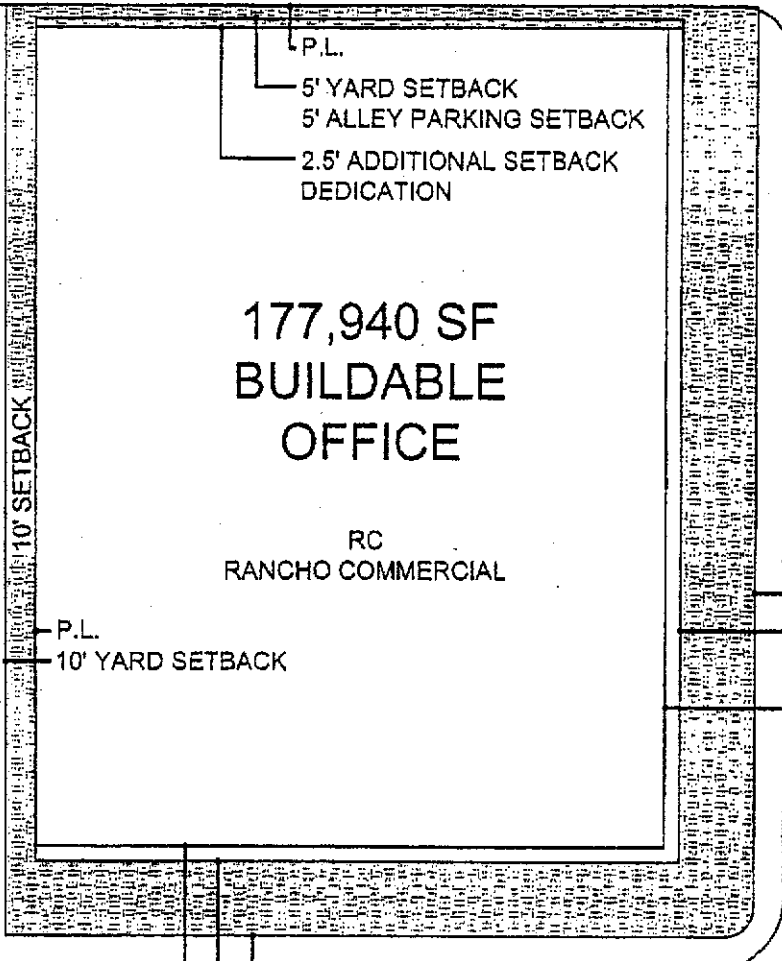 P.L.
5' YARD SETBACK
5' ALLEY PARKING SETBACK
2.5' ADDITIONAL SETBACK
DEDICATION
177,940 SF
BUILDABLE
OFFICE
RC
RANCHO COMMERCIAL
10' SETBACK
P.L.
10' YARD SETBACK